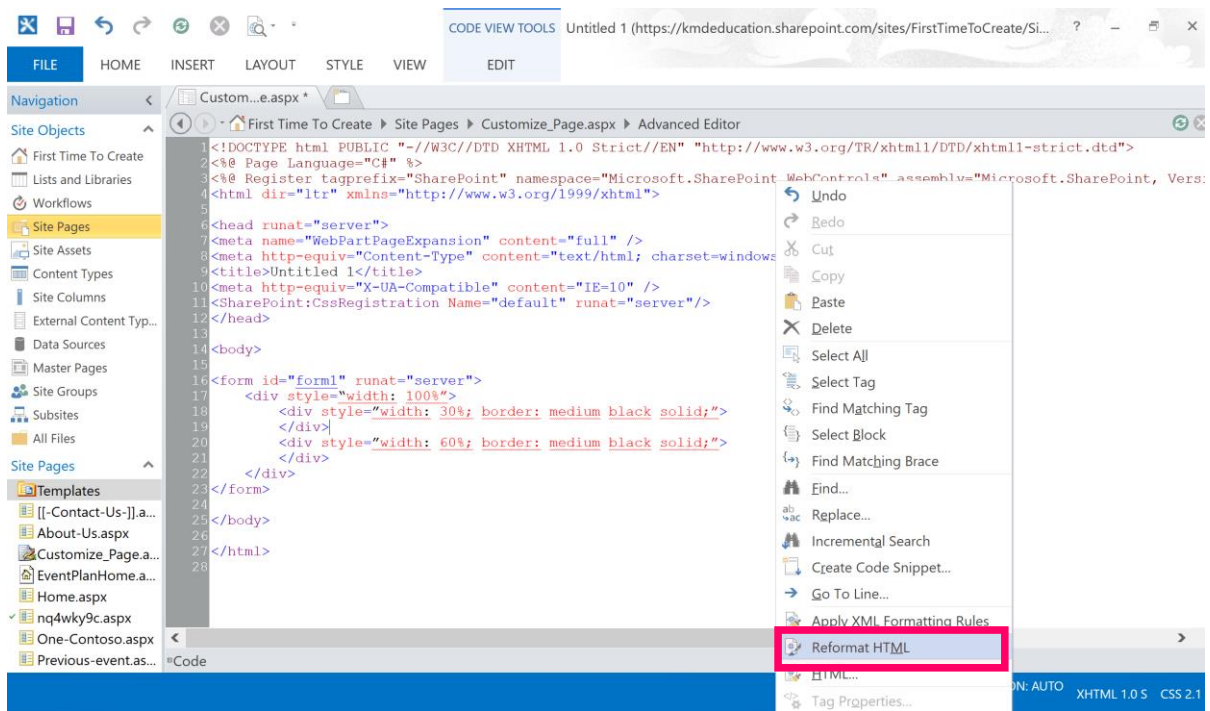 CODE VIEW TOOLS Untitled 1 (https://kmdeducation.sharepoint.com/sites/FirstTimeToCreate/Si... ?
FILE HOME INSERT LAYOUT STYLE VIEW EDIT
Navigation
Site Objects
First Time To Create
Lists and Libraries
Workflows
Site Pages
Site Assets
Content Types
Site Columns
External Content Typ...
Data Sources
Master Pages
Site Groups
Subsites
All Files
Site Pages
Templates
[[-Contact-Us-]].a...
About-Us.aspx
Customize_Page.a...
EventPlanHome.a...
Home.aspx
nq4wky9c.aspx
One-Contoso.aspx
Previous-event.as...
Custom...e.aspx *
First Time To Create Site Pages Customize_Page.aspx Advanced Editor
1 <!DOCTYPE html PUBLIC "-//W3C//DTD XHTML 1.0 Strict//EN" "http://www.w3.org/TR/xhtml1/DTD/xhtml1-strict.dtd">
2 <%@ Page Language="C#" %>
3 <%@ Register tagprefix="SharePoint" namespace="Microsoft.SharePoint.WebControls" assembly="Microsoft.SharePoint, Versi
4 <html dir="ltr" xmlns="http://www.w3.org/1999/xhtml">
5
6 <head runat="server">
7 <meta name="WebPartPageExpansion" content="full" />
8 <meta http-equiv="Content-Type" content="text/html; charset=windows
9 <title>Untitled 1</title>
10 <meta http-equiv="X-UA-Compatible" content="IE=10" />
11 <SharePoint:CssRegistration Name="default" runat="server"/>
12 </head>
13
14 <body>
15
16 <form id="form1" runat="server">
17 <div style=“width: 100%”>
18 <div style=”width: 30%; border: medium black solid;”>
19 </div>
20 <div style=”width: 60%; border: medium black solid;”>
21 </div>
22 </div>
23 </form>
24
25 </body>
26
27 </html>
28
Code
Undo
Redo
Cut
Copy
Paste
Delete
Select All
Select Tag
Find Matching Tag
Select Block
Find Matching Brace
Find...
Replace...
Incremental Search
Create Code Snippet...
Go To Line...
Apply XML Formatting Rules
Reformat HTML
HTML...
Tag Properties...
ON: AUTO XHTML 1.0 S CSS 2.1